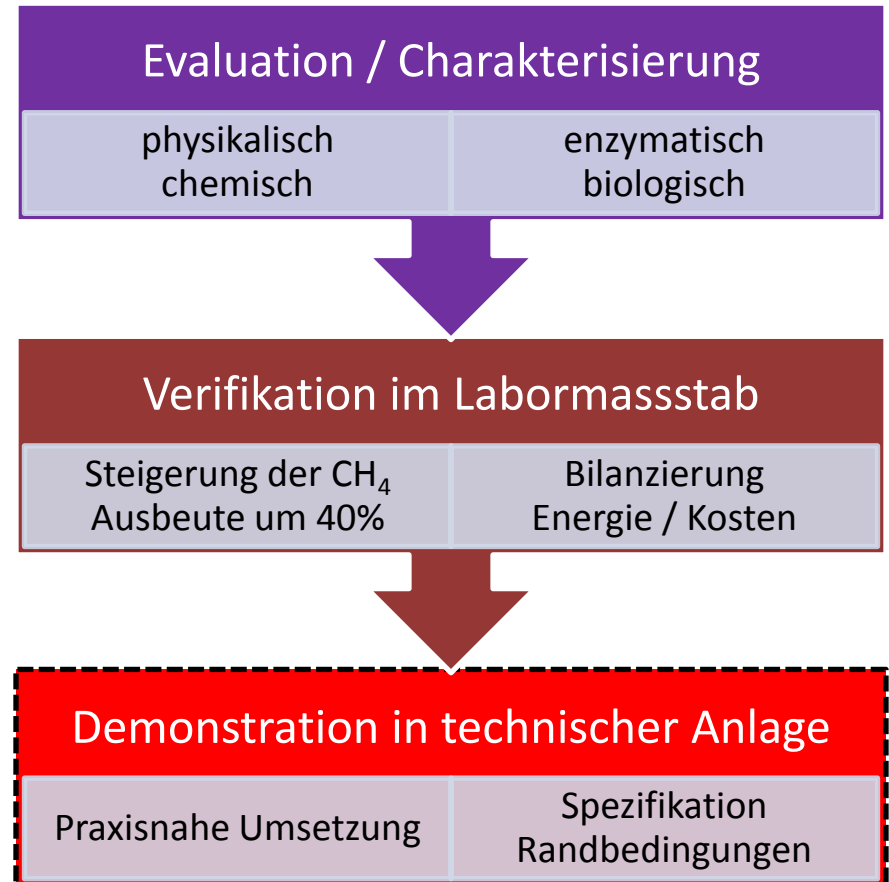 Evaluation / Charakterisierung
physikalisch
chemisch
enzymatisch
biologisch
Verifikation im Labormassstab
Steigerung der CH₄
Ausbeute um 40%
Bilanzierung
Energie / Kosten
Demonstration in technischer Anlage
Praxisnahe Umsetzung
Spezifikation
Randbedingungen